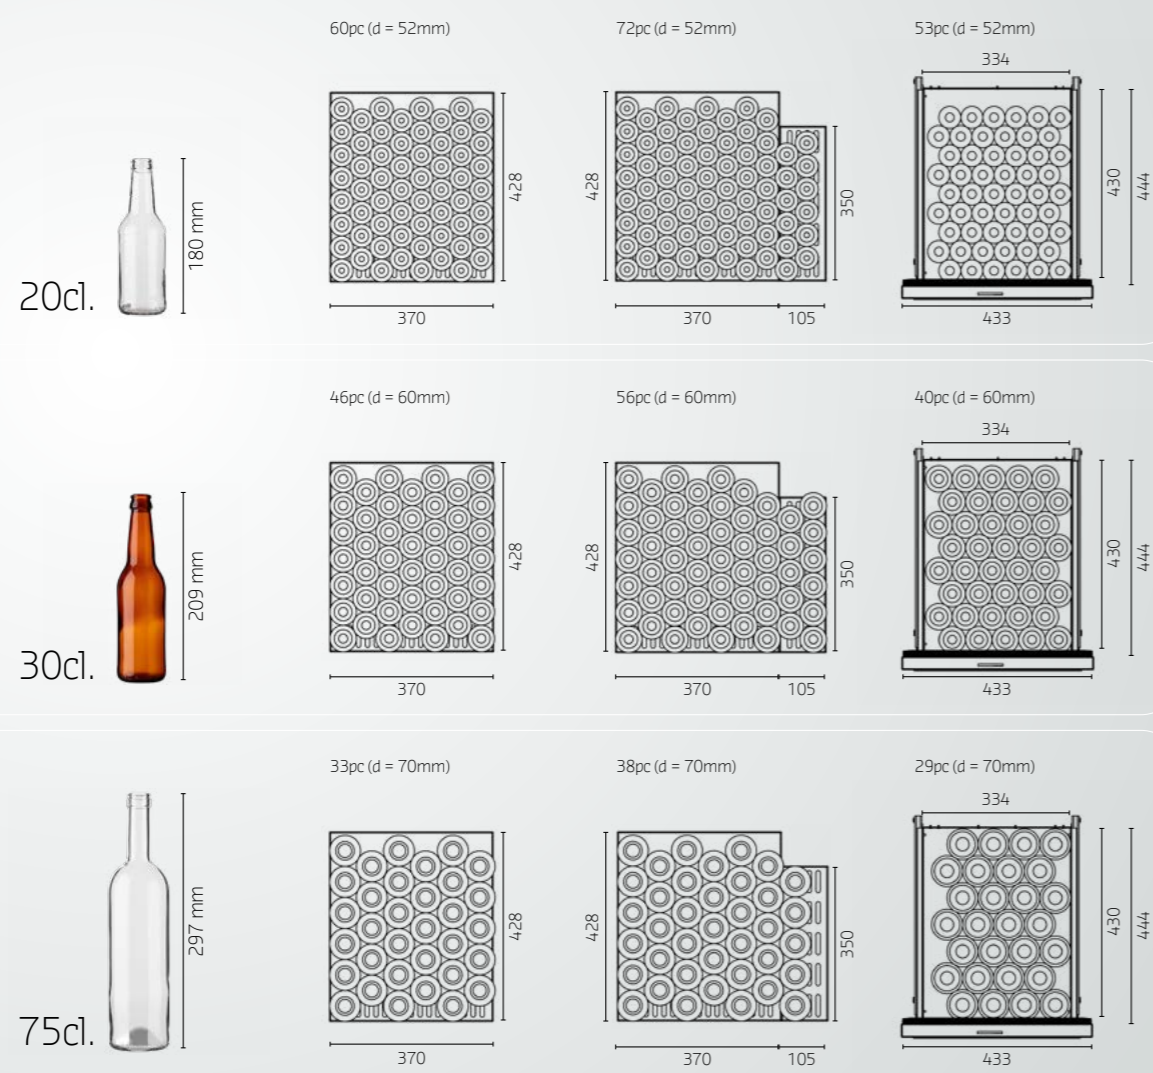 60pc (d = 52mm)
72pc (d = 52mm)
53pc (d = 52mm)
334
20cl.
180 mm
428
428
350
430
444
370
370
105
433
46pc (d = 60mm)
56pc (d = 60mm)
40pc (d = 60mm)
334
30cl.
209 mm
428
428
350
430
444
370
370
105
433
33pc (d = 70mm)
38pc (d = 70mm)
29pc (d = 70mm)
334
75cl.
297 mm
428
428
350
430
444
370
370
105
433